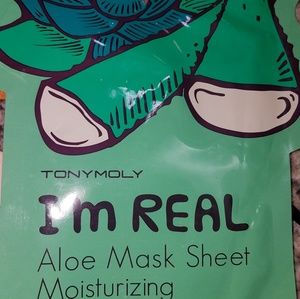 TONYMOLY
I'm REAL
Aloe Mask Sheet
Moisturizing